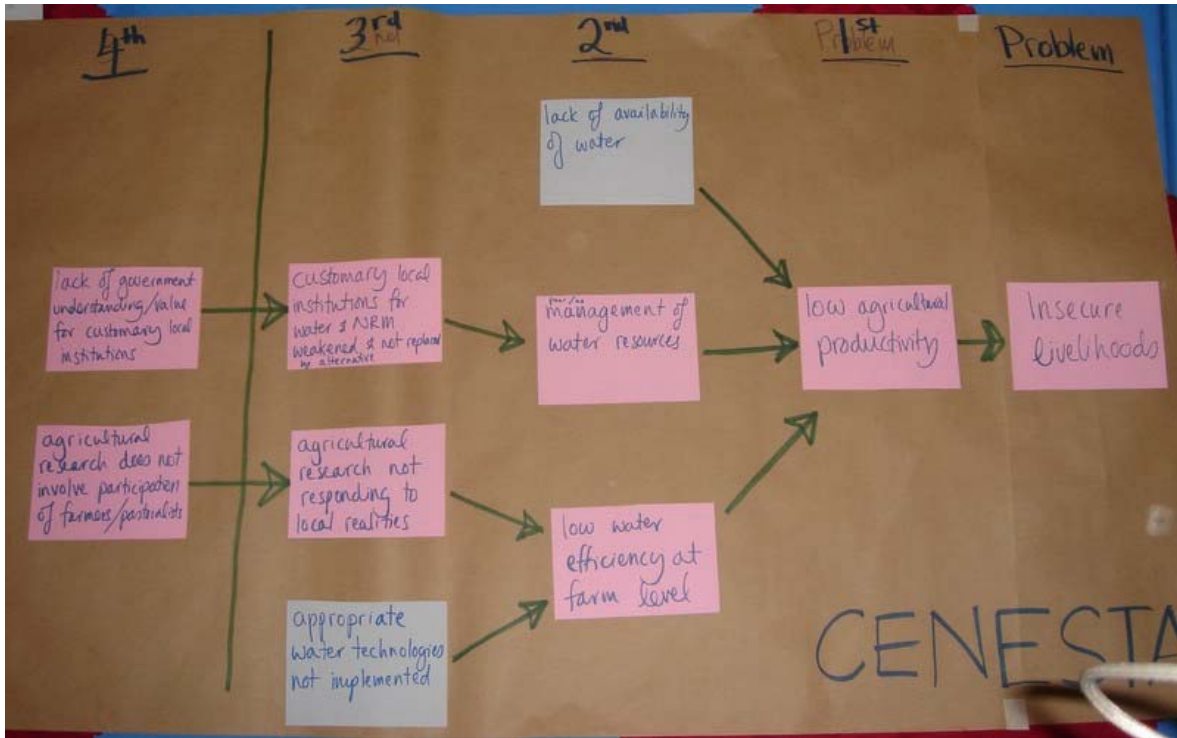 4th
3rd
2nd
1st
Problem
Problem
lack of availability
of water
lack of government
understanding/value
for customary local
institutions
customary local
institutions for
water & NRM
weakened & not replaced
by alternative
management of
water resources
low agricultural
productivity
Insecure
livelihoods
agricultural
research does not
involve participation
of farmers/pastoralists
agricultural
research not
responding to
local realities
low water
efficiency at
farm level
appropriate
water technologies
not implemented
CENESTA